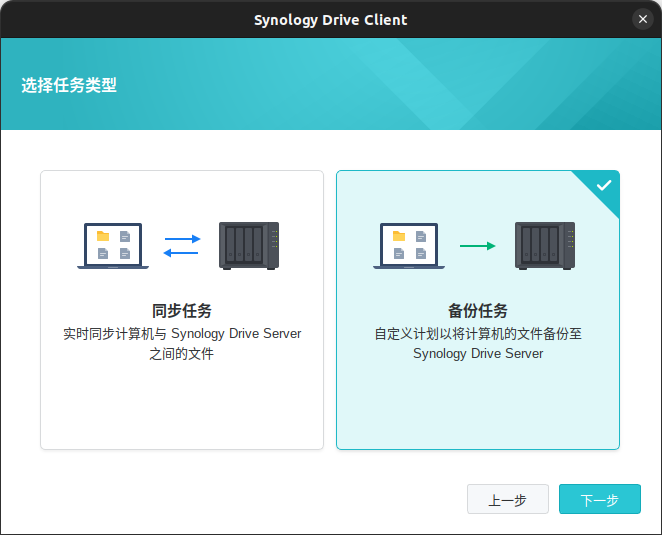 Synology Drive Client
选择任务类型
同步任务
实时同步计算机与 Synology Drive Server
之间的文件
备份任务
自定义计划以将计算机的文件备份至
Synology Drive Server
上一步
下一步